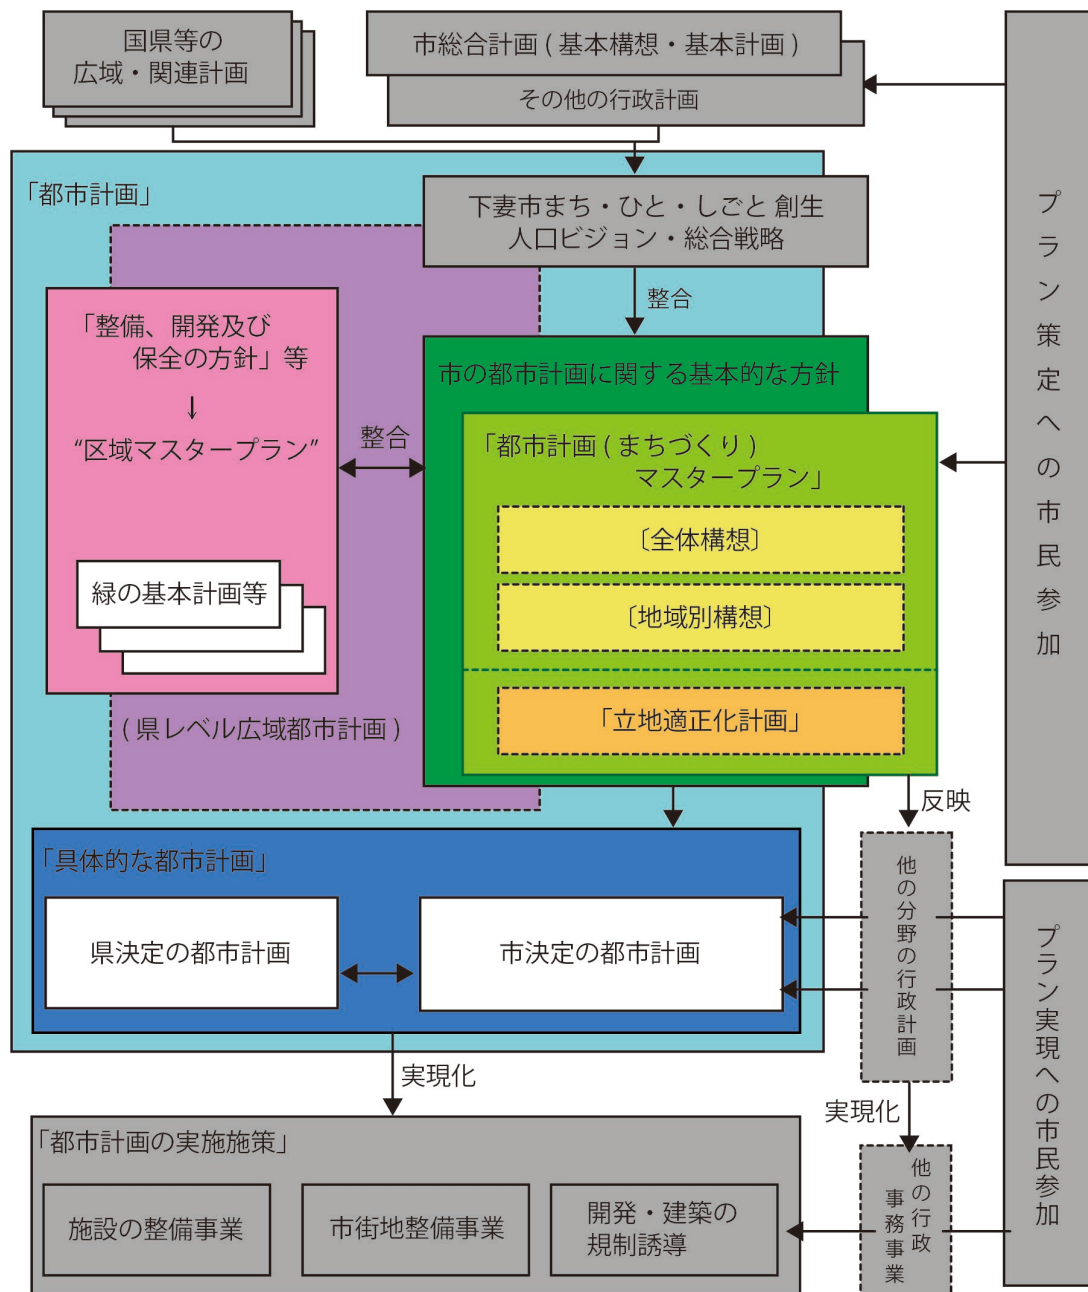 国県等の
広域・関連計画
市総合計画 ( 基本構想・基本計画 )
その他の行政計画
「都市計画」
下妻市まち・ひと・しごと 創生
人口ビジョン・総合戦略
整合
「整備、開発及び
保全の方針」等
↓
“区域マスタープラン”
整合
緑の基本計画等
( 県レベル広域都市計画 )
市の都市計画に関する基本的な方針
「都市計画 ( まちづくり )
マスタープラン」
〔全体構想〕
〔地域別構想〕
「立地適正化計画」
反映
「具体的な都市計画」
県決定の都市計画
市決定の都市計画
他の分野の行政計画
実現化
実現化
「都市計画の実施施策」
施設の整備事業
市街地整備事業
開発・建築の
規制誘導
他の行政
事務事業
プラン策定への市民参加
プラン実現への市民参加